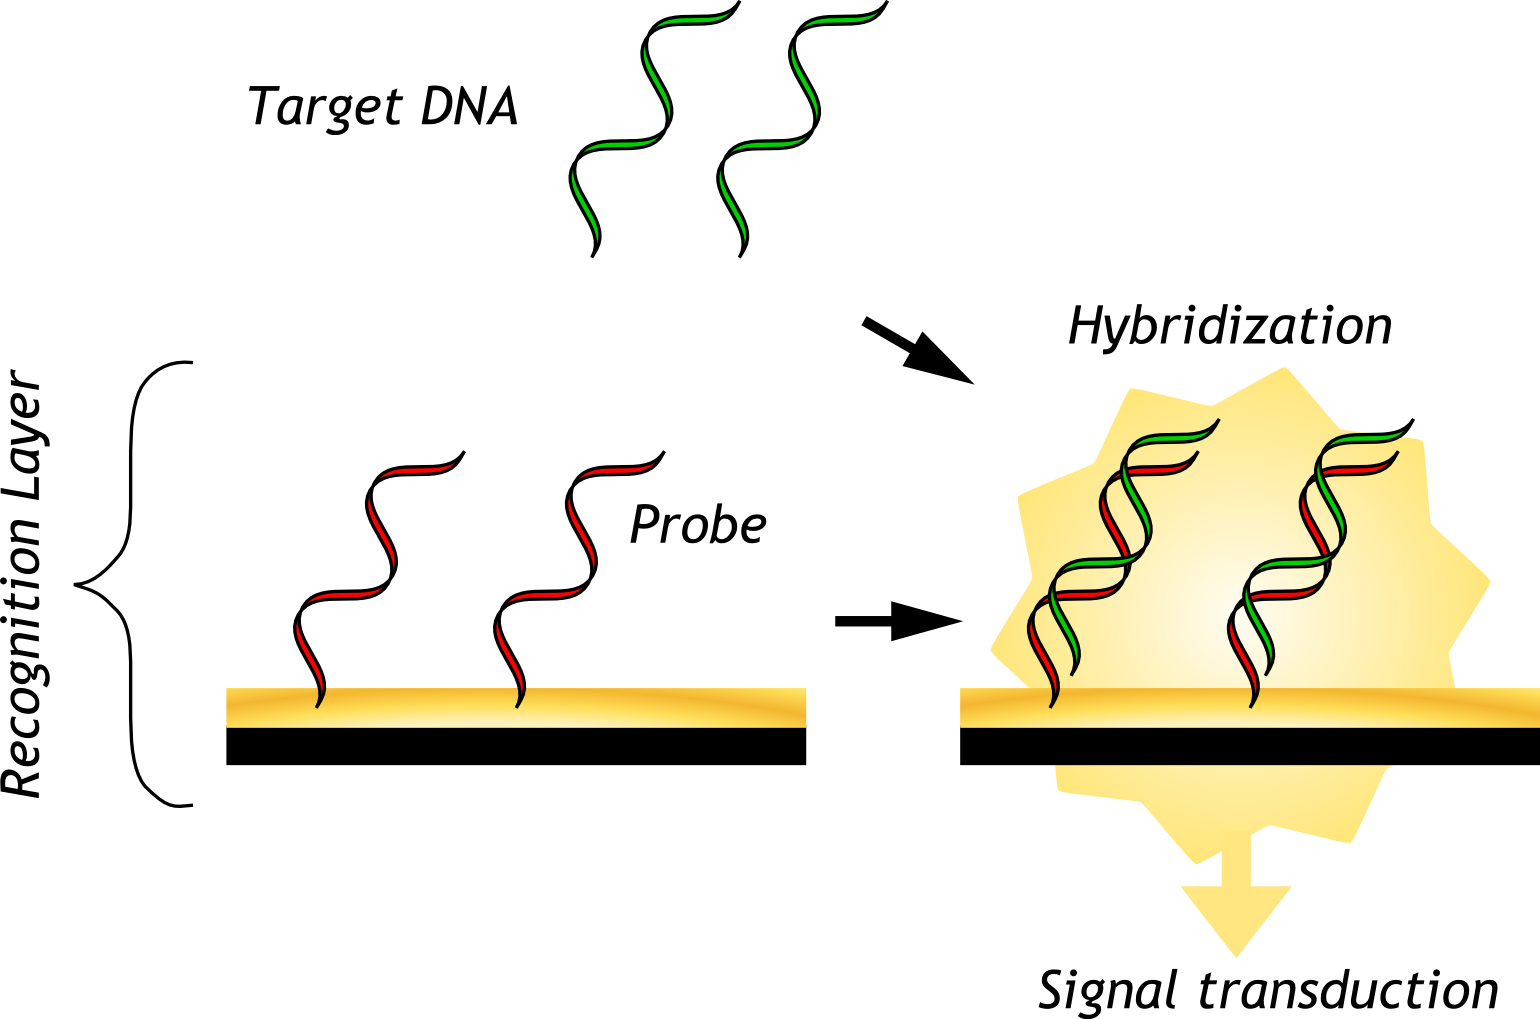 Target DNA
Hybridization
Recognition Layer
Probe
Signal transduction